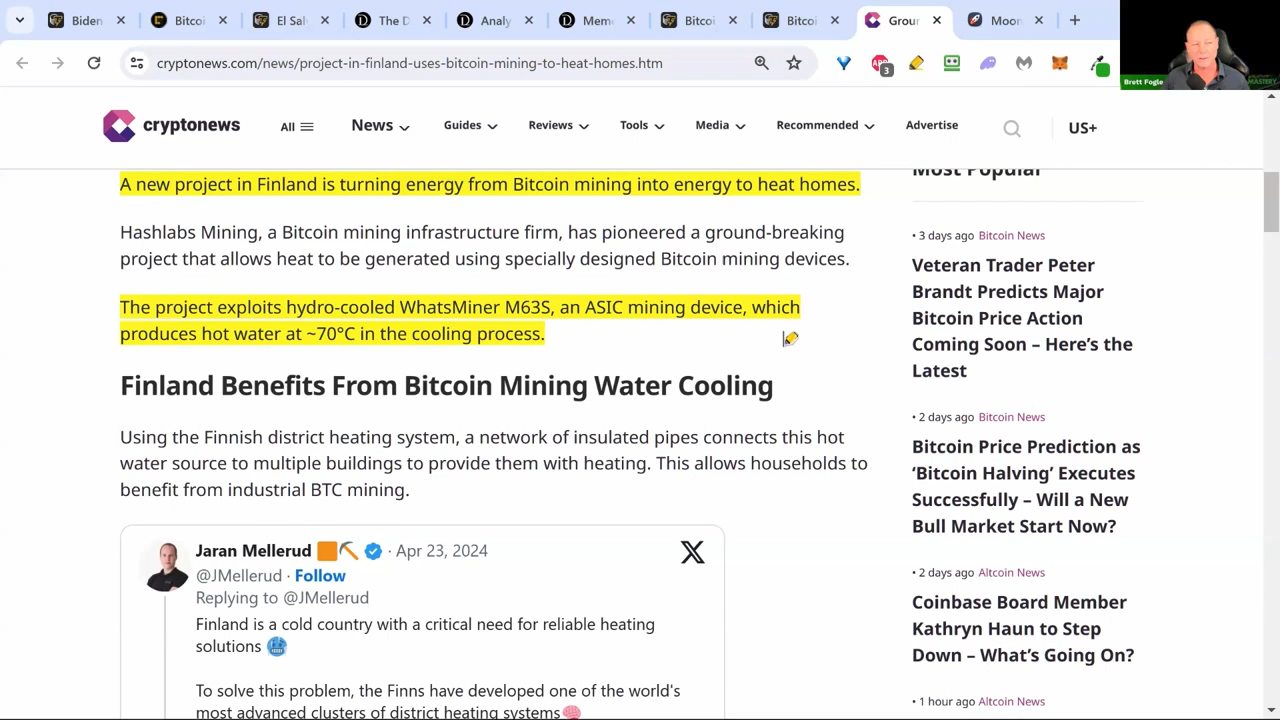 Biden
Bitcoi
El Sal
The D
Analy
Mem
Bitcoi
Bitcoi
Grou
Moon
cryptonews.com/news/project-in-finland-uses-bitcoin-mining-to-heat-homes.htm
3
Brett Fogle
MASTERY
cryptonews
All
News
Guides
Reviews
Tools
Media
Recommended
Advertise
US+
A new project in Finland is turning energy from Bitcoin mining into energy to heat homes.
Hashlabs Mining, a Bitcoin mining infrastructure firm, has pioneered a ground-breaking
project that allows heat to be generated using specially designed Bitcoin mining devices.
The project exploits hydro-cooled WhatsMiner M63S, an ASIC mining device, which
produces hot water at ~70°C in the cooling process.
Finland Benefits From Bitcoin Mining Water Cooling
Using the Finnish district heating system, a network of insulated pipes connects this hot
water source to multiple buildings to provide them with heating. This allows households to
benefit from industrial BTC mining.
Jaran Mellerud 🟧⛏️ · Apr 23, 2024
@JMellerud · Follow
Replying to @JMellerud
Finland is a cold country with a critical need for reliable heating
solutions 🥶
To solve this problem, the Finns have developed one of the world's
most advanced clusters of district heating systems🧠
Most Popular
• 3 days ago Bitcoin News
Veteran Trader Peter
Brandt Predicts Major
Bitcoin Price Action
Coming Soon – Here's the
Latest
• 2 days ago Bitcoin News
Bitcoin Price Prediction as
‘Bitcoin Halving’ Executes
Successfully – Will a New
Bull Market Start Now?
• 2 days ago Altcoin News
Coinbase Board Member
Kathryn Haun to Step
Down – What's Going On?
• 1 hour ago Altcoin News